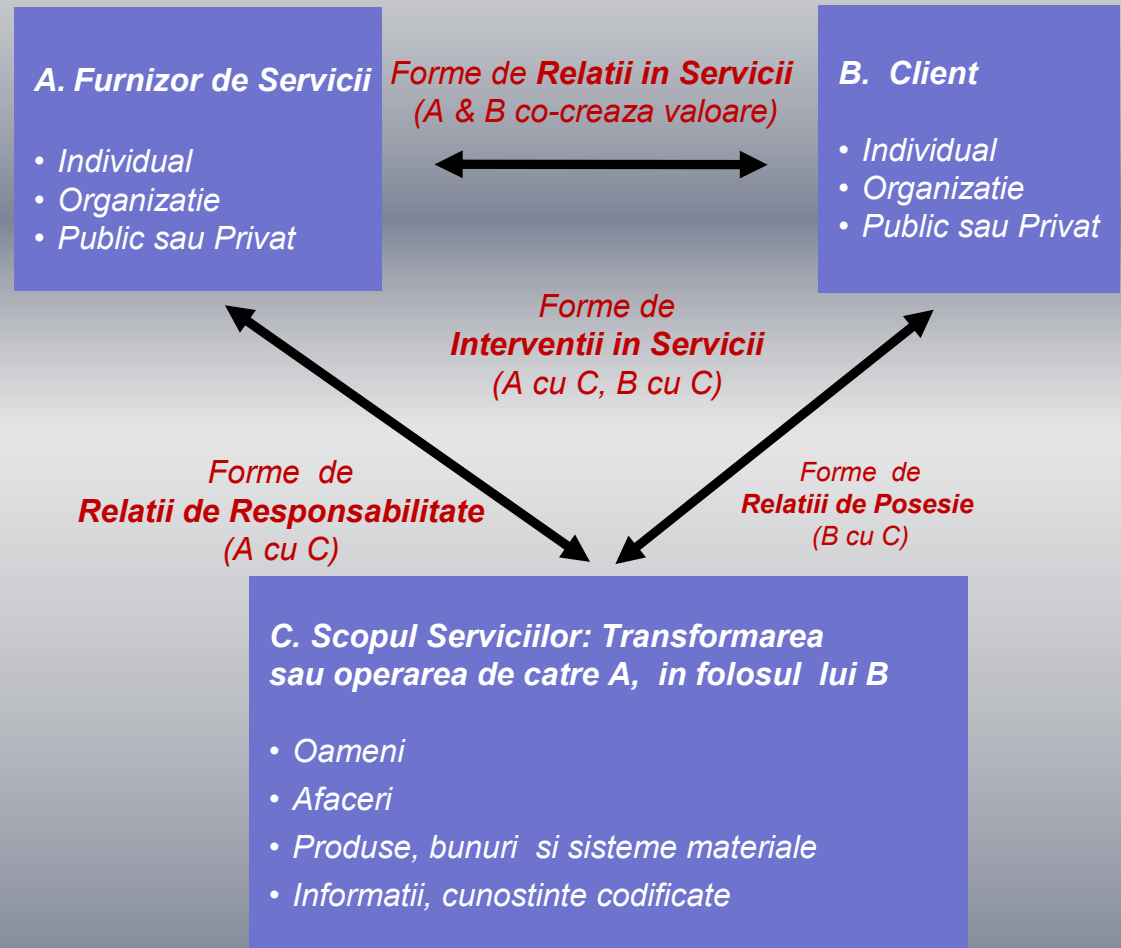 A. Furnizor de Servicii
• Individual
• Organizatie
• Public sau Privat
Forme de Relatii in Servicii
(A & B co-creaza valoare)
B.  Client
• Individual
• Organizatie
• Public sau Privat
Forme de
Interventii in Servicii
(A cu C, B cu C)
Forme  de
Relatii de Responsabilitate
(A cu C)
Forme  de
Relatiii de Posesie
(B cu C)
C. Scopul Serviciilor: Transformarea
sau operarea de catre A,  in folosul  lui B
• Oameni
• Afaceri
• Produse, bunuri  si sisteme materiale
• Informatii, cunostinte codificate